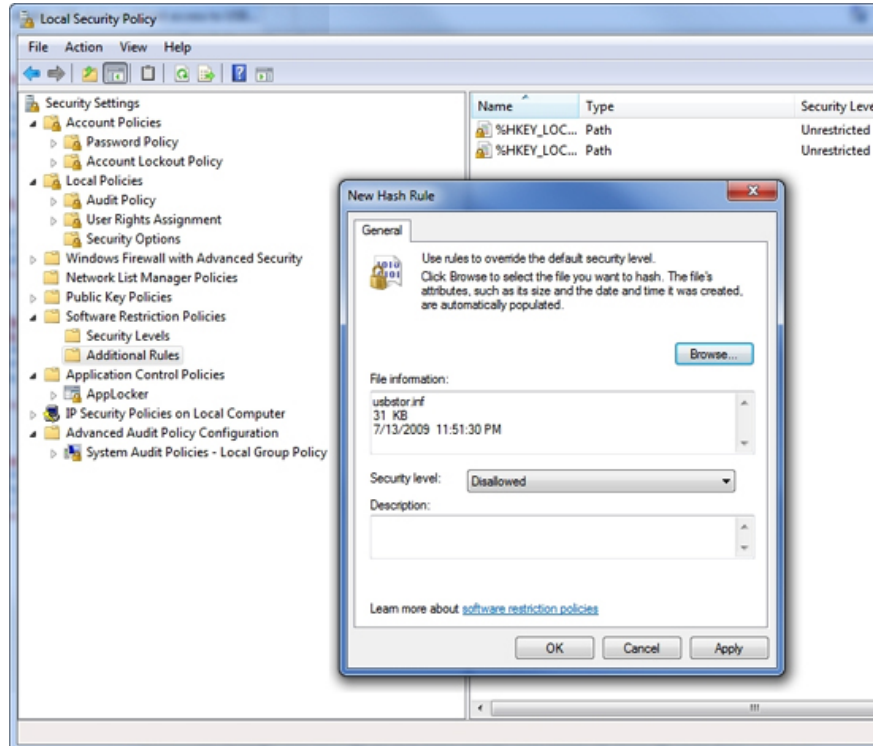 Local Security Policy
File Action View Help
Security Settings
Account Policies
Password Policy
Account Lockout Policy
Local Policies
Audit Policy
User Rights Assignment
Security Options
Windows Firewall with Advanced Security
Network List Manager Policies
Public Key Policies
Software Restriction Policies
Security Levels
Additional Rules
Application Control Policies
AppLocker
IP Security Policies on Local Computer
Advanced Audit Policy Configuration
System Audit Policies - Local Group Policy
Name Type Security Leve
%HKEY_LOC... Path Unrestricted
%HKEY_LOC... Path Unrestricted
New Hash Rule
General
Use rules to override the default security level.
Click Browse to select the file you want to hash. The file's
attributes, such as its size and the date and time it was created,
are automatically populated.
Browse...
File information:
usbstor.inf
31 KB
7/13/2009 11:51:30 PM
Security level: Disallowed
Description:
Learn more about software restriction policies
OK Cancel Apply